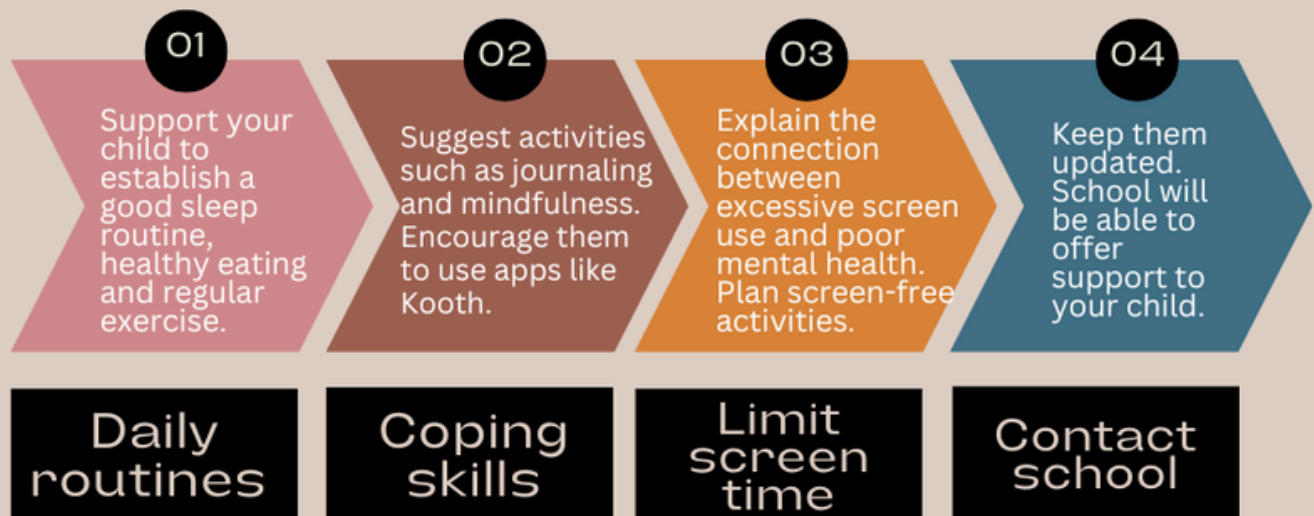 01
Support your
child to
establish a
good sleep
routine,
healthy eating
and regular
exercise.
Daily
routines
02
Suggest activities
such as journaling
and mindfulness.
Encourage them
to use apps like
Kooth.
Coping
skills
03
Explain the
connection
between
excessive screen
use and poor
mental health.
Plan screen-free
activities.
Limit
screen
time
04
Keep them
updated.
School will
be able to
offer
support to
your child.
Contact
school